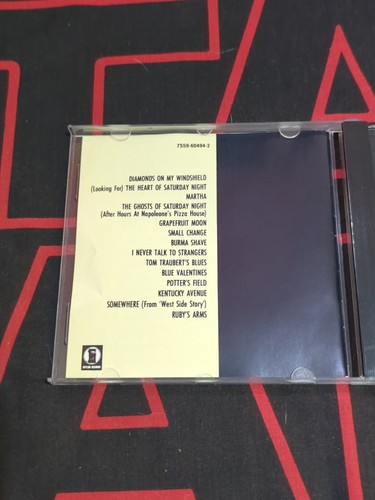 7559-60494-2
DIAMONDS ON MY WINDSHIELD
(Looking For) THE HEART OF SATURDAY NIGHT
MARTHA
THE GHOSTS OF SATURDAY NIGHT
(After Hours At Napoleone's Pizza House)
GRAPEFRUIT MOON
SMALL CHANGE
BURMA SHAVE
I NEVER TALK TO STRANGERS
TOM TRAUBERT'S BLUES
BLUE VALENTINES
POTTER'S FIELD
KENTUCKY AVENUE
SOMEWHERE (From 'West Side Story')
RUBY'S ARMS
ASYLUM RECORDS